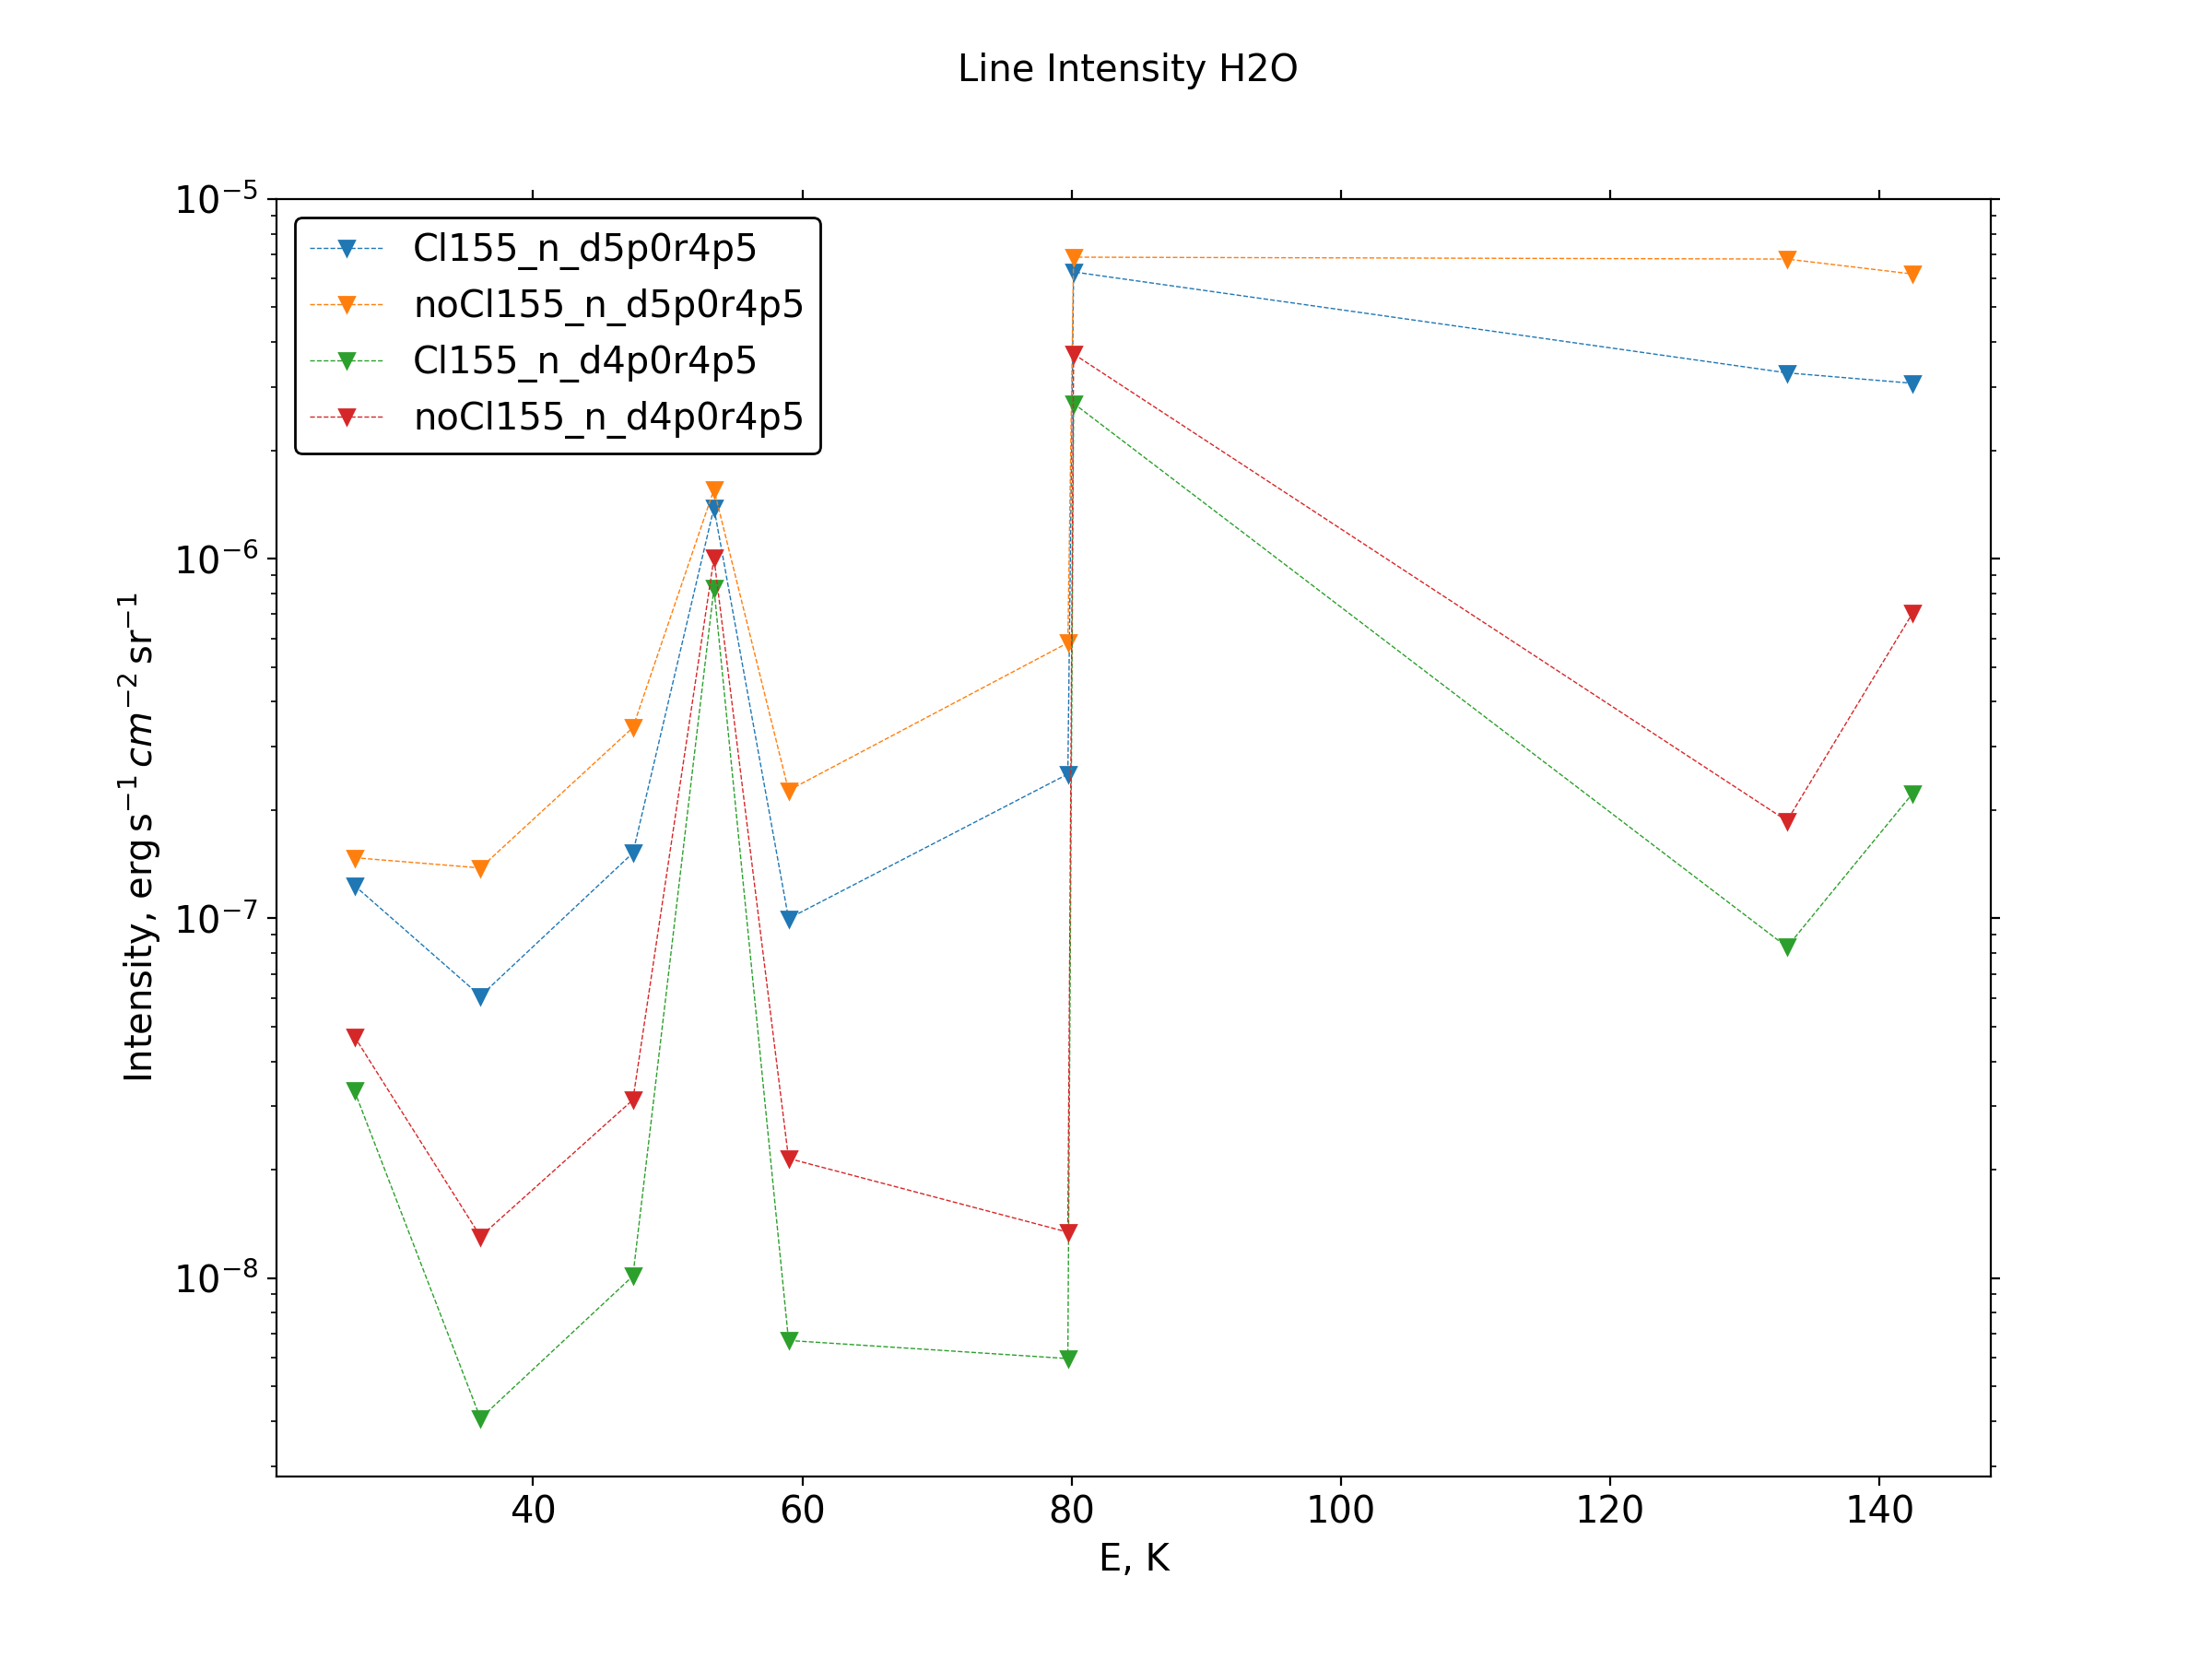 Line Intensity H2O
10⁻⁵
10⁻⁶
10⁻⁷
10⁻⁸
Intensity, erg s⁻¹ cm⁻² sr⁻¹
Cl155_n_d5p0r4p5
noCl155_n_d5p0r4p5
Cl155_n_d4p0r4p5
noCl155_n_d4p0r4p5
40 60 80 100 120 140
E, K